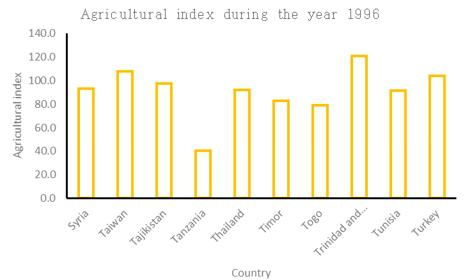 Agricultural index during the year 1996
140.0
120.0
100.0
80.0
60.0
40.0
20.0
0.0
Agricultural index
Syria
Taiwan
Tajikistan
Tanzania
Thailand
Timor
Togo
Trinidad and...
Tunisia
Turkey
Country